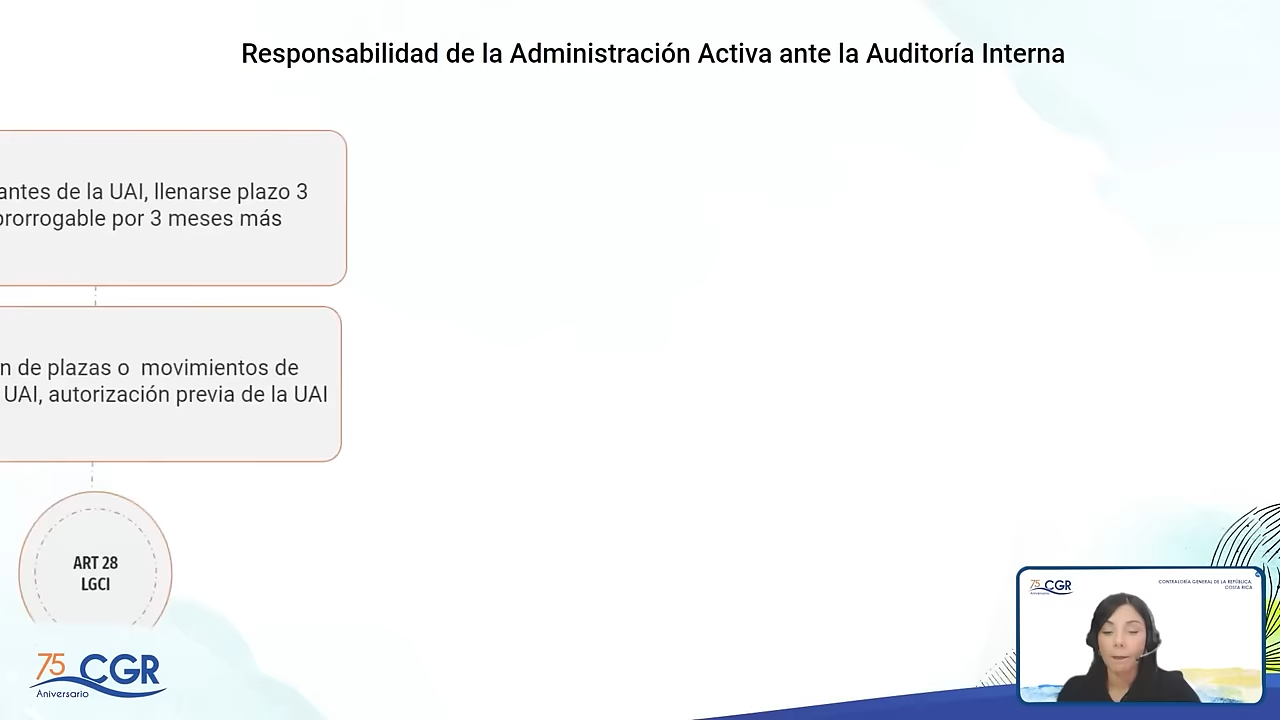 Responsabilidad de la Administración Activa ante la Auditoría Interna
antes de la UAI, llenarse plazo 3
prorrogable por 3 meses más
n de plazas o movimientos de
UAI, autorización previa de la UAI
ART 28
LGCI
75 CGR
Aniversario
75 CGR
Aniversario
CONTRALORÍA GENERAL DE LA REPÚBLICA,
COSTA RICA